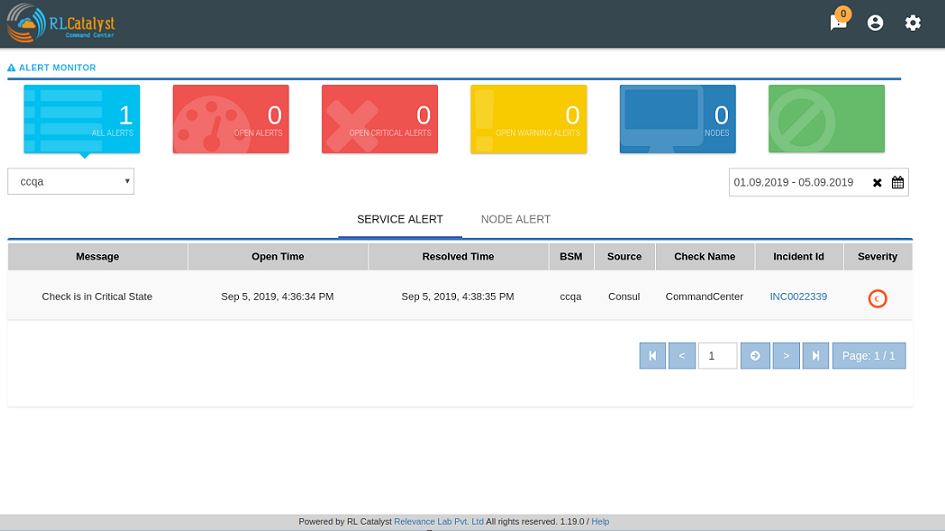 RLCatalyst
Command Center
0
ALERT MONITOR
1
ALL ALERTS
0
OPEN ALERTS
0
OPEN CRITICAL ALERTS
0
OPEN WARNING ALERTS
0
NODES
ccqa
01.09.2019 - 05.09.2019
SERVICE ALERT NODE ALERT
Message Open Time Resolved Time BSM Source Check Name Incident Id Severity
Check is in Critical State Sep 5, 2019, 4:36:34 PM Sep 5, 2019, 4:38:35 PM ccqa Consul CommandCenter INC0022339
< 1 > Page: 1 / 1
Powered by RL Catalyst Relevance Lab Pvt. Ltd All rights reserved. 1.19.0 / Help